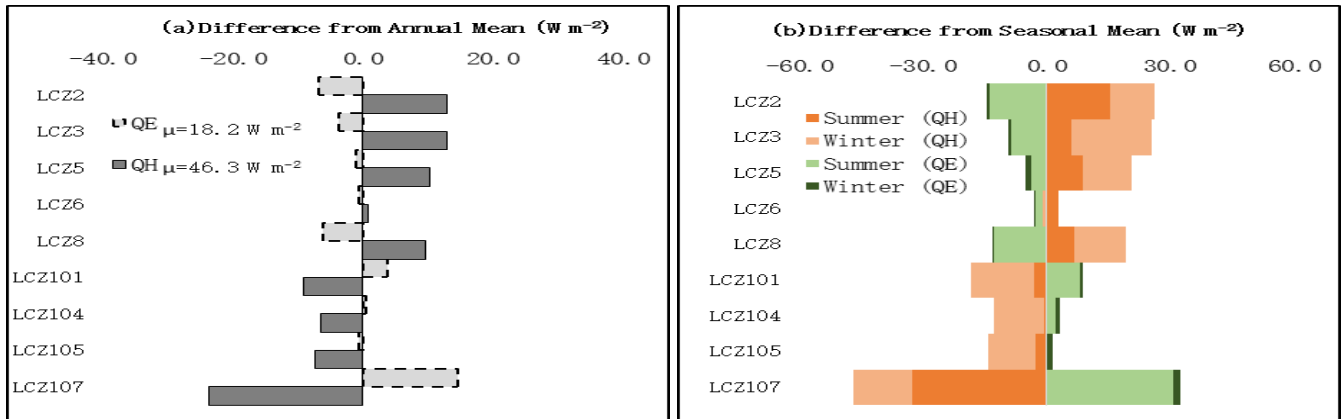 (a)Difference from Annual Mean (W m⁻²)
-40.0 -20.0 0.0 20.0 40.0
LCZ2
LCZ3
LCZ5
LCZ6
LCZ8
LCZ101
LCZ104
LCZ105
LCZ107
QE μ=18.2 W m⁻²
QH μ=46.3 W m⁻²
(b)Difference from Seasonal Mean (W m⁻²)
-60.0 -30.0 0.0 30.0 60.0
LCZ2
LCZ3
LCZ5
LCZ6
LCZ8
LCZ101
LCZ104
LCZ105
LCZ107
Summer (QH)
Winter (QH)
Summer (QE)
Winter (QE)